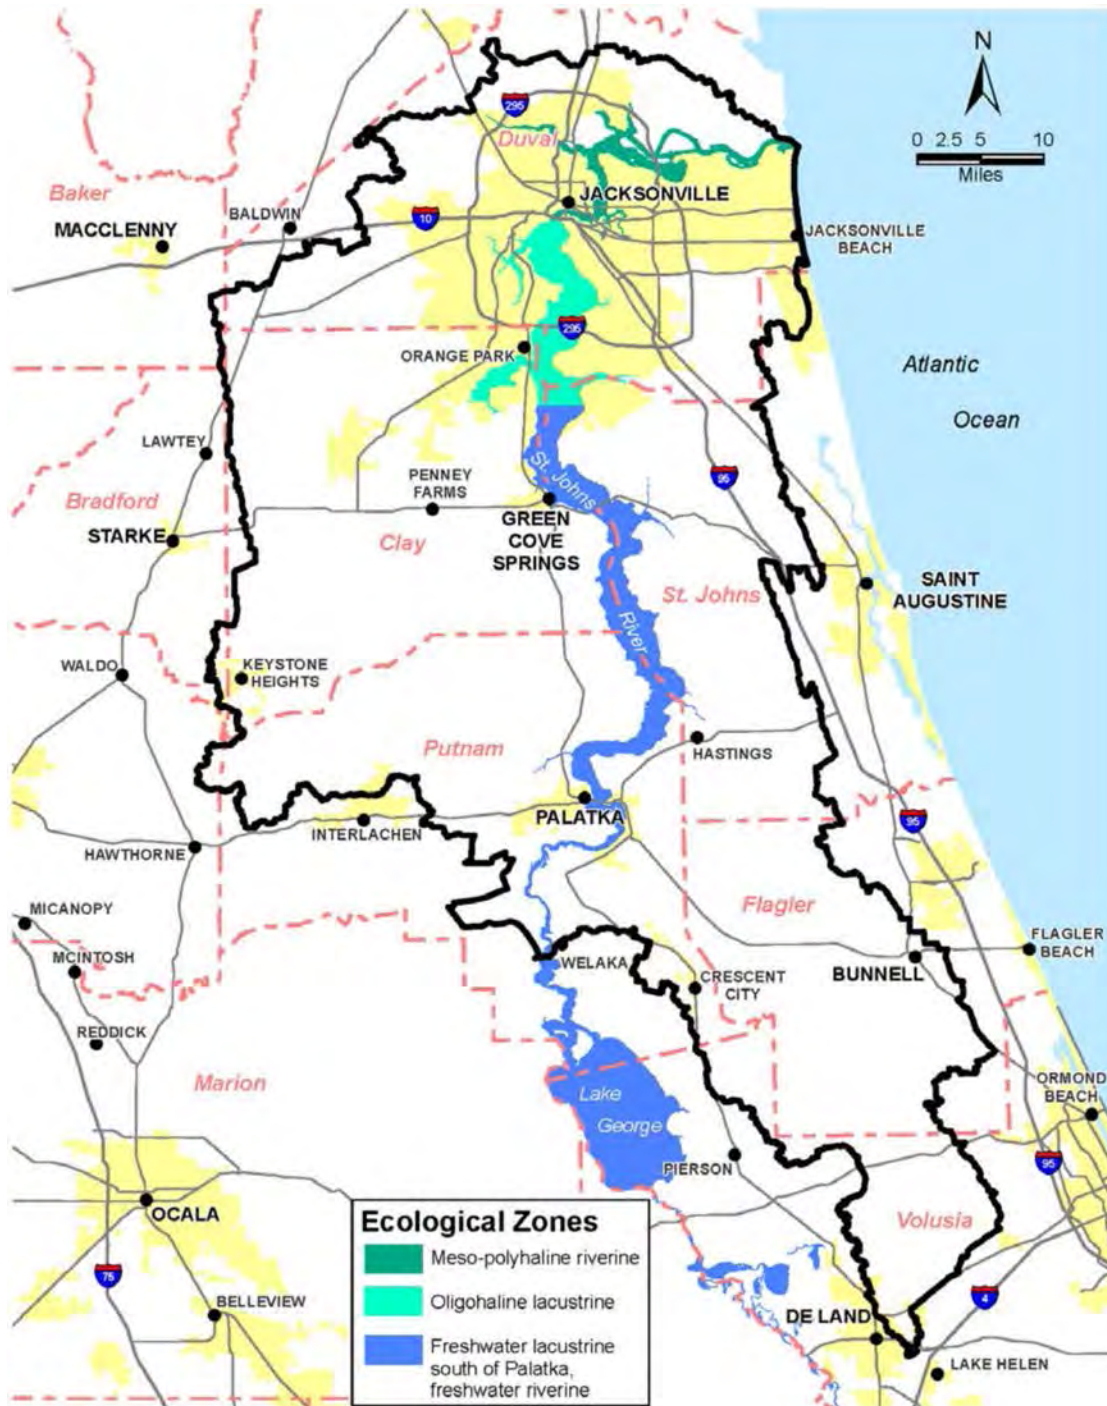 N
0 2.5 5 10
Miles
295
Duval
Baker
JACKSONVILLE
BALDWIN
10
MACCLENNY
JACKSONVILLE
BEACH
295
ORANGE PARK
Atlantic
Ocean
LAWTEY
PENNEY
FARMS
St. Johns
95
Bradford
STARKE
Clay
GREEN
COVE
SPRINGS
St. Johns
SAINT
AUGUSTINE
River
WALDO
KEYSTONE
HEIGHTS
Putnam
HASTINGS
PALATKA
95
INTERLACHEN
HAWTHORNE
MICANOPY
Flagler
MCINTOSH
WELAKA
FLAGLER
BEACH
BUNNELL
CRESCENT
CITY
REDDICK
Marion
Lake
George
ORMOND
BEACH
PIERSON
95
OCALA
Volusia
75
4
BELLEVIEW
DE LAND
LAKE HELEN
Ecological Zones
Meso-polyhaline riverine
Oligohaline lacustrine
Freshwater lacustrine
south of Palatka,
freshwater riverine